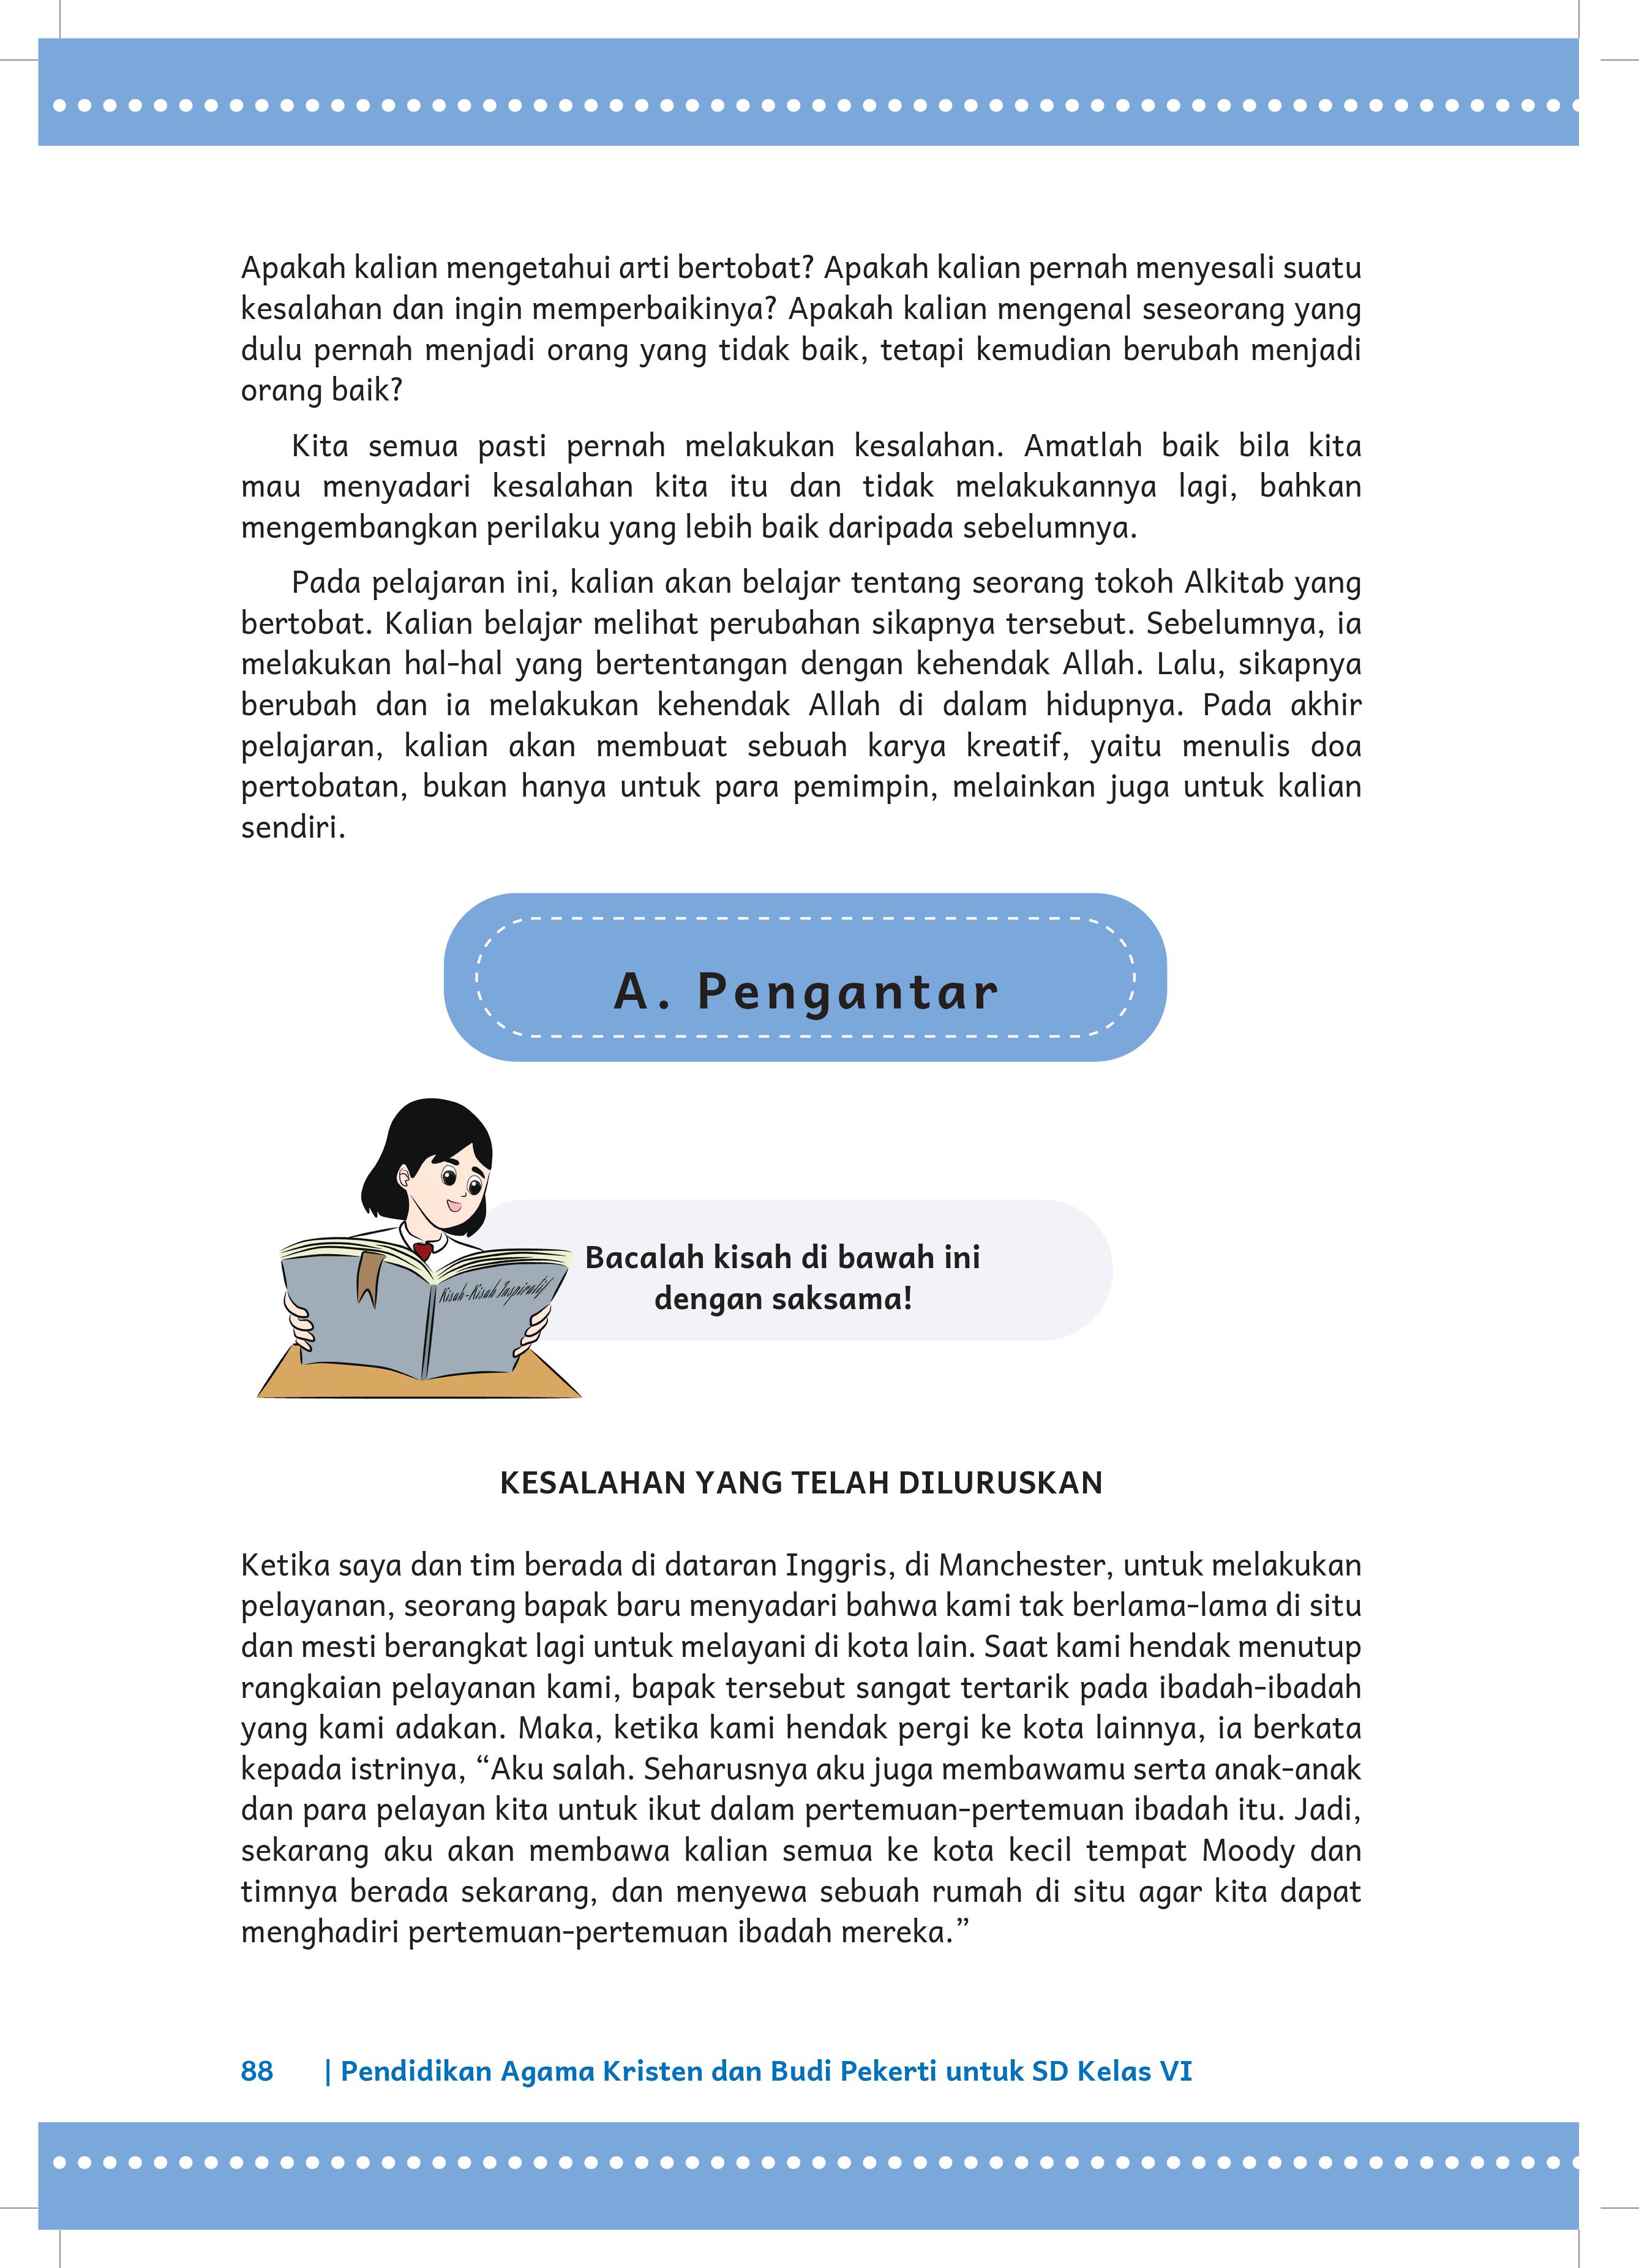 Apakah kalian mengetahui arti bertobat? Apakah kalian pernah menyesali suatu
kesalahan dan ingin memperbaikinya? Apakah kalian mengenal seseorang yang
dulu pernah menjadi orang yang tidak baik, tetapi kemudian berubah menjadi
orang baik?
Kita semua pasti pernah melakukan kesalahan. Amatlah baik bila kita
mau menyadari kesalahan kita itu dan tidak melakukannya lagi, bahkan
mengembangkan perilaku yang lebih baik daripada sebelumnya.
Pada pelajaran ini, kalian akan belajar tentang seorang tokoh Alkitab yang
bertobat. Kalian belajar melihat perubahan sikapnya tersebut. Sebelumnya, ia
melakukan hal-hal yang bertentangan dengan kehendak Allah. Lalu, sikapnya
berubah dan ia melakukan kehendak Allah di dalam hidupnya. Pada akhir
pelajaran, kalian akan membuat sebuah karya kreatif, yaitu menulis doa
pertobatan, bukan hanya untuk para pemimpin, melainkan juga untuk kalian
sendiri.
A. Pengantar
Kisah-Kisah Inspiratif
Bacalah kisah di bawah ini
dengan saksama!
KESALAHAN YANG TELAH DILURUSKAN
Ketika saya dan tim berada di dataran Inggris, di Manchester, untuk melakukan
pelayanan, seorang bapak baru menyadari bahwa kami tak berlama-lama di situ
dan mesti berangkat lagi untuk melayani di kota lain. Saat kami hendak menutup
rangkaian pelayanan kami, bapak tersebut sangat tertarik pada ibadah-ibadah
yang kami adakan. Maka, ketika kami hendak pergi ke kota lainnya, ia berkata
kepada istrinya, “Aku salah. Seharusnya aku juga membawamu serta anak-anak
dan para pelayan kita untuk ikut dalam pertemuan-pertemuan ibadah itu. Jadi,
sekarang aku akan membawa kalian semua ke kota kecil tempat Moody dan
timnya berada sekarang, dan menyewa sebuah rumah di situ agar kita dapat
menghadiri pertemuan-pertemuan ibadah mereka.”
88 | Pendidikan Agama Kristen dan Budi Pekerti untuk SD Kelas VI